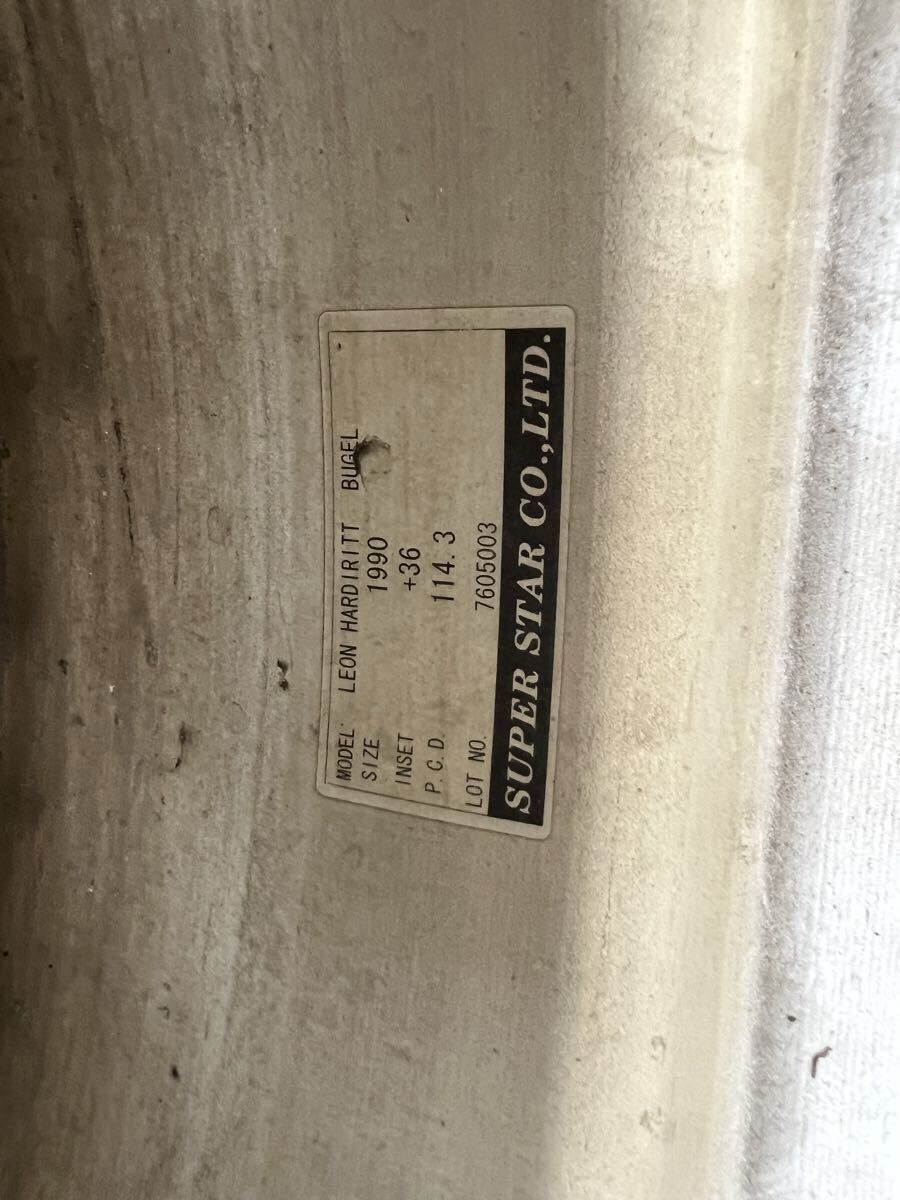 MODEL LEON HARDIRITT BUGEL
SIZE 1990
INSET +36
P.C.D. 114.3
LOT NO. 7605003
SUPER STAR CO.,LTD.